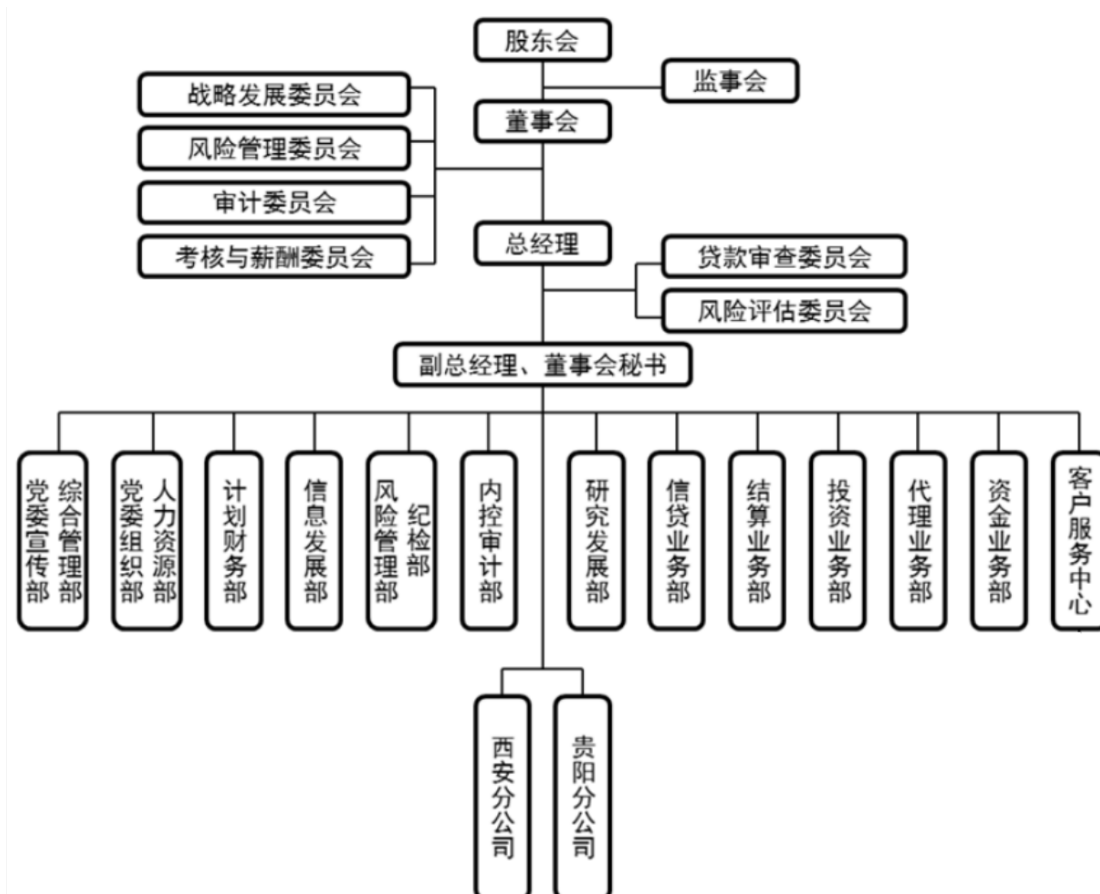 股东会
监事会
战略发展委员会
董事会
风险管理委员会
审计委员会
总经理
考核与薪酬委员会
贷款审查委员会
风险评估委员会
副总经理、董事会秘书
综合管理部
党委宣传部
人力资源部
党委组织部
计划财务部
信息发展部
纪检部
风险管理部
内控审计部
研究发展部
信贷业务部
结算业务部
投资业务部
代理业务部
资金业务部
客户服务中心
西安分公司
贵阳分公司